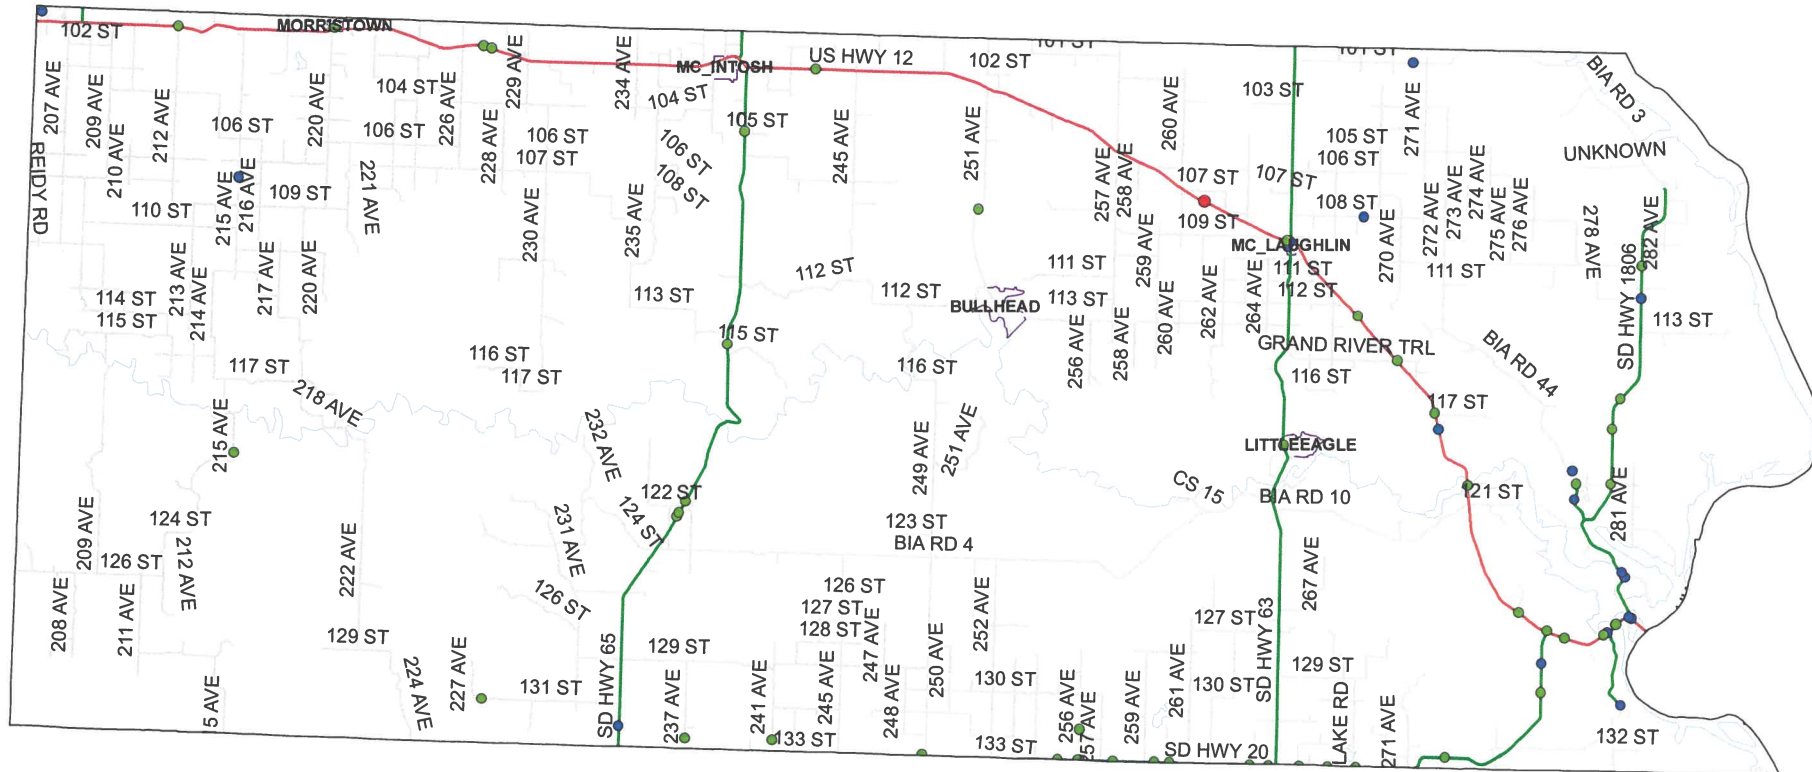 102 ST
MORRISTOWN
US HWY 12
102 ST
101 ST
101 ST
BIA RD 3
207 AVE
209 AVE
210 AVE
212 AVE
106 ST
220 AVE
104 ST
106 ST
226 AVE
228 AVE
229 AVE
106 ST
107 ST
234 AVE
MC_INTOSH
104 ST
105 ST
106 ST
108 ST
245 AVE
251 AVE
260 AVE
103 ST
271 AVE
105 ST
106 ST
UNKNOWN
REIDY RD
110 ST
215 AVE
216 AVE
109 ST
221 AVE
230 AVE
235 AVE
257 AVE
258 AVE
107 ST
107 ST
109 ST
108 ST
272 AVE
273 AVE
274 AVE
275 AVE
276 AVE
278 AVE
282 AVE
213 AVE
214 AVE
217 AVE
220 AVE
114 ST
115 ST
113 ST
112 ST
112 ST
BULLHEAD
111 ST
113 ST
259 AVE
MC_LAUGHLIN
111 ST
112 ST
270 AVE
111 ST
SD HWY 1806
113 ST
262 AVE
264 AVE
256 AVE
258 AVE
260 AVE
115 ST
GRAND RIVER TRL
116 ST
BIA RD 44
117 ST
218 AVE
116 ST
117 ST
116 ST
117 ST
215 AVE
232 AVE
249 AVE
251 AVE
LITTLEEAGLE
CS 15
BIA RD 10
121 ST
281 AVE
122 ST
124 ST
209 AVE
124 ST
212 AVE
222 AVE
231 AVE
123 ST
BIA RD 4
126 ST
126 ST
126 ST
127 ST
128 ST
247 AVE
252 AVE
267 AVE
127 ST
208 AVE
211 AVE
129 ST
224 AVE
227 AVE
131 ST
SD HWY 65
129 ST
237 AVE
241 AVE
245 AVE
248 AVE
250 AVE
130 ST
256 AVE
257 AVE
259 AVE
261 AVE
130 ST
SD HWY 63
129 ST
LAKE RD
271 AVE
5 AVE
133 ST
133 ST
SD HWY 20
132 ST